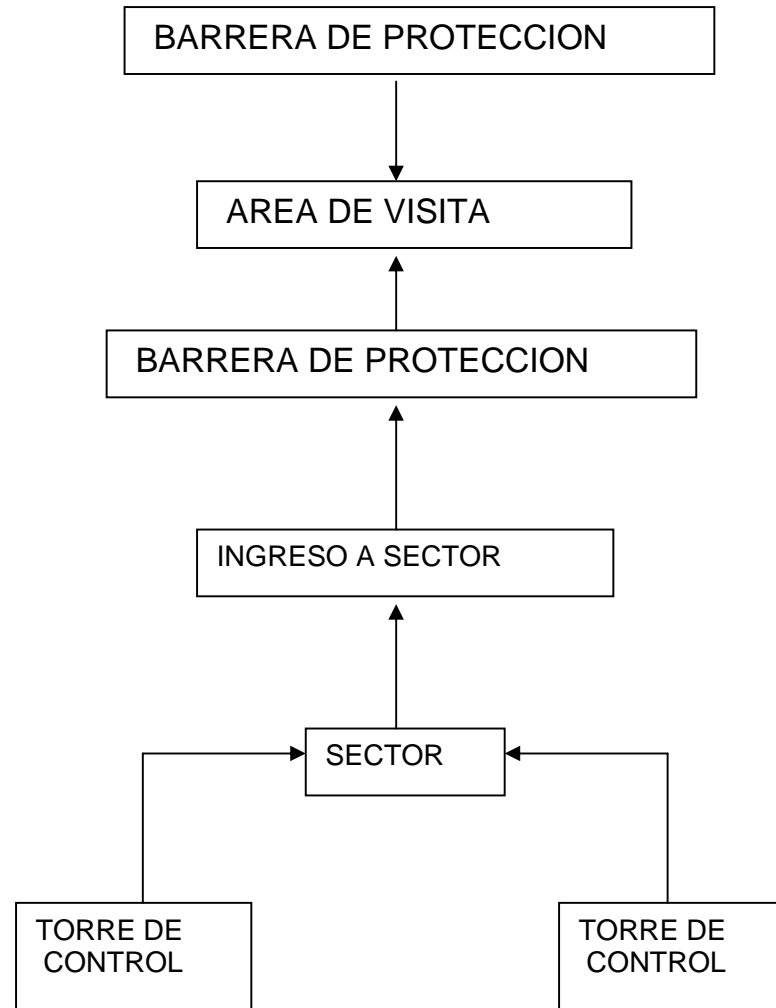 BARRERA DE PROTECCION
AREA DE VISITA
BARRERA DE PROTECCION
INGRESO A SECTOR
SECTOR
TORRE DE
CONTROL
TORRE DE
CONTROL